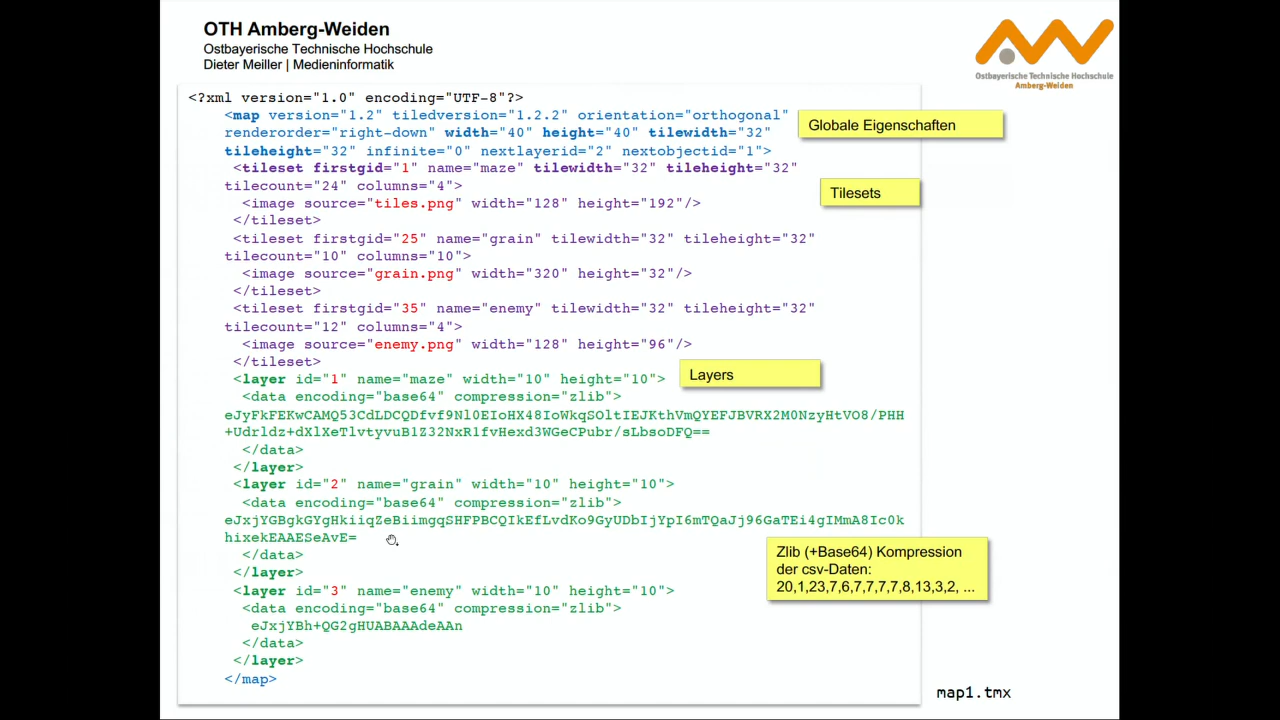 OTH Amberg-Weiden
Ostbayerische Technische Hochschule
Dieter Meiller | Medieninformatik
Ostbayerische Technische Hochschule
Amberg-Weiden
<?xml version="1.0" encoding="UTF-8"?>
<map version="1.2" tiledversion="1.2.2" orientation="orthogonal"
renderorder="right-down" width="40" height="40" tilewidth="32"
tileheight="32" infinite="0" nextlayerid="2" nextobjectid="1">
Globale Eigenschaften
<tileset firstgid="1" name="maze" tilewidth="32" tileheight="32"
tilecount="24" columns="4">
Tilesets
<image source="tiles.png" width="128" height="192"/>
</tileset>
<tileset firstgid="25" name="grain" tilewidth="32" tileheight="32"
tilecount="10" columns="10">
<image source="grain.png" width="320" height="32"/>
</tileset>
<tileset firstgid="35" name="enemy" tilewidth="32" tileheight="32"
tilecount="12" columns="4">
<image source="enemy.png" width="128" height="96"/>
</tileset>
<layer id="1" name="maze" width="10" height="10">
Layers
<data encoding="base64" compression="zlib">
eJyFkFEKwCAMQ53CdLDCQDfvf9Nl0EIoHX48IoWkqSOltIEJKthVmQYEFJBVRX2M0NzyHtVO8/PHH
+Udrldz+dXlXeTlvtyvuB1Z32NxR1fvHexd3WGeCPubr/sLbsoDFQ==
</data>
</layer>
<layer id="2" name="grain" width="10" height="10">
<data encoding="base64" compression="zlib">
eJxjYGBgkGYgHkiiqZeBiimgqSHFPBCQIkEfLvdKo9GyUDbIjYpI6mTQaJj96GaTEi4gIMmA8Ic0k
hixekEAAESeAvE=
</data>
</layer>
Zlib (+Base64) Kompression
der csv-Daten:
20,1,23,7,6,7,7,7,7,8,13,3,2, ...
<layer id="3" name="enemy" width="10" height="10">
<data encoding="base64" compression="zlib">
eJxjYBh+QG2gHUABAAAdeAAn
</data>
</layer>
</map>
map1.tmx